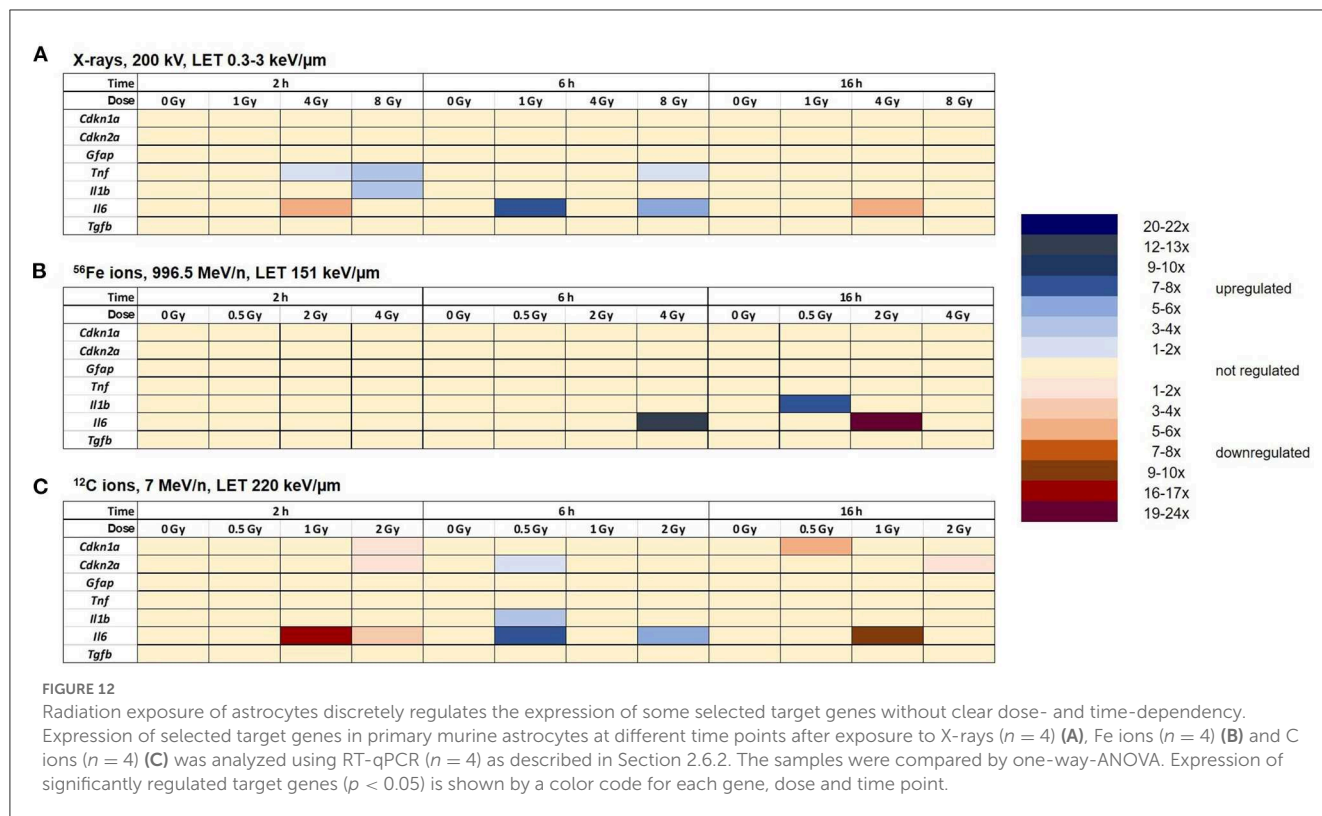 A
X-rays, 200 kV, LET 0.3-3 keV/µm
Time 2 h 6 h 16 h
Dose 0 Gy 1 Gy 4 Gy 8 Gy 0 Gy 1 Gy 4 Gy 8 Gy 0 Gy 1 Gy 4 Gy 8 Gy
Cdkn1a
Cdkn2a
Gfap
Tnf
Il1b
Il6
Tgfb
B
⁵⁶Fe ions, 996.5 MeV/n, LET 151 keV/µm
Time 2 h 6 h 16 h
Dose 0 Gy 0.5 Gy 2 Gy 4 Gy 0 Gy 0.5 Gy 2 Gy 4 Gy 0 Gy 0.5 Gy 2 Gy 4 Gy
Cdkn1a
Cdkn2a
Gfap
Tnf
Il1b
Il6
Tgfb
C
¹²C ions, 7 MeV/n, LET 220 keV/µm
Time 2 h 6 h 16 h
Dose 0 Gy 0.5 Gy 1 Gy 2 Gy 0 Gy 0.5 Gy 1 Gy 2 Gy 0 Gy 0.5 Gy 1 Gy 2 Gy
Cdkn1a
Cdkn2a
Gfap
Tnf
Il1b
Il6
Tgfb
20-22x
12-13x
9-10x
7-8x upregulated
5-6x
3-4x
1-2x
not regulated
1-2x
3-4x
5-6x
7-8x downregulated
9-10x
16-17x
19-24x
FIGURE 12
Radiation exposure of astrocytes discretely regulates the expression of some selected target genes without clear dose- and time-dependency.
Expression of selected target genes in primary murine astrocytes at different time points after exposure to X-rays (n = 4) (A), Fe ions (n = 4) (B) and C
ions (n = 4) (C) was analyzed using RT-qPCR (n = 4) as described in Section 2.6.2. The samples were compared by one-way-ANOVA. Expression of
significantly regulated target genes (p < 0.05) is shown by a color code for each gene, dose and time point.